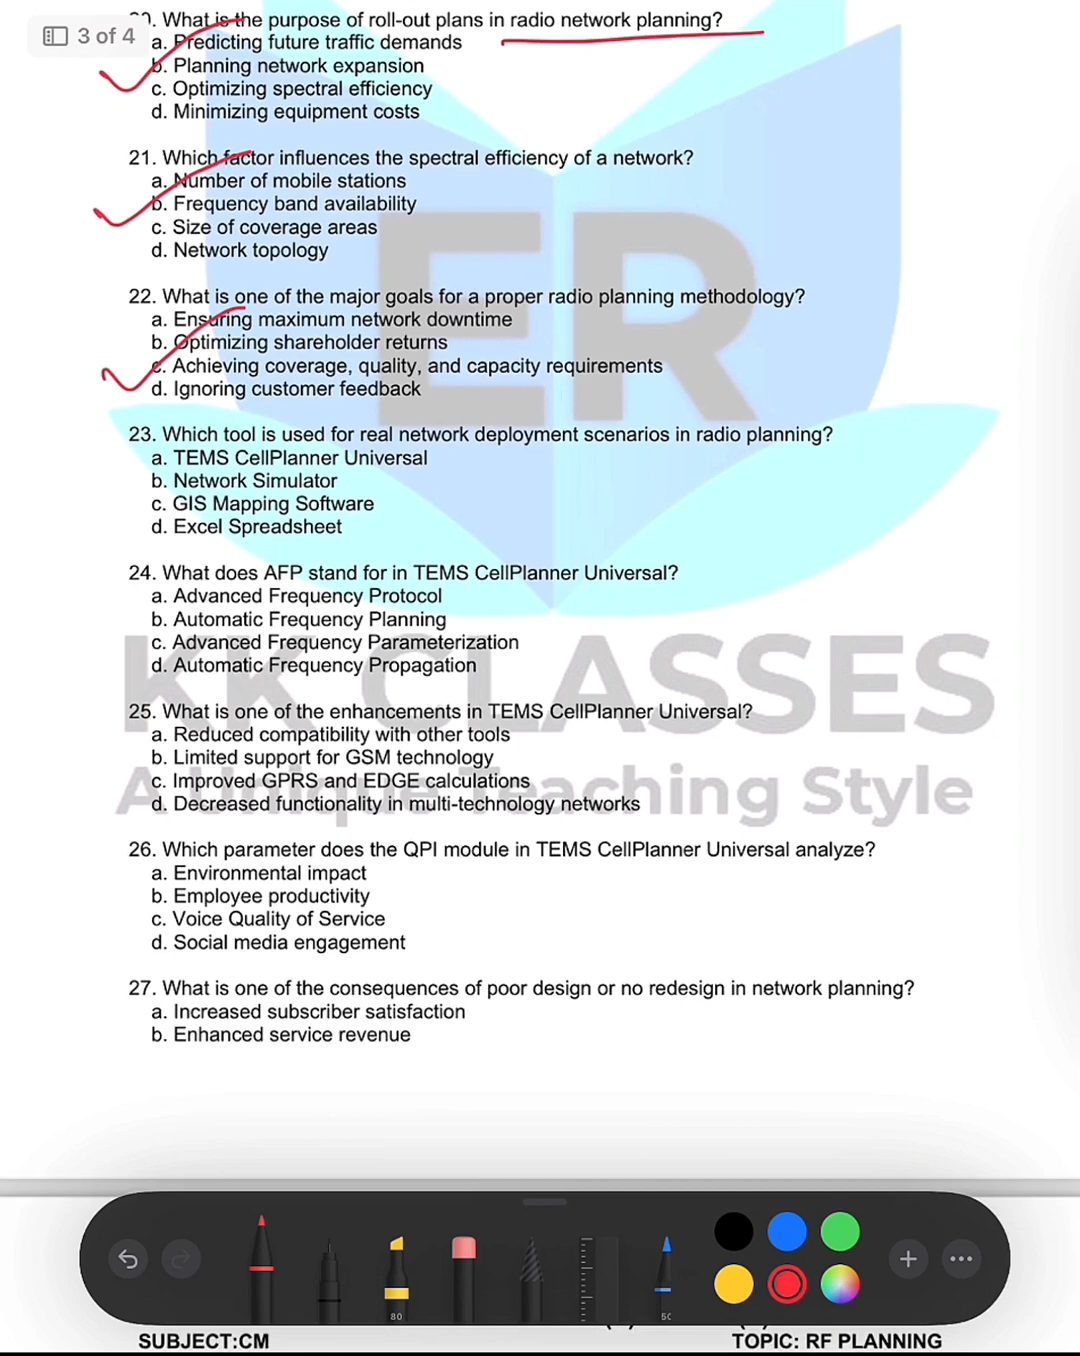 3 of 4
What is the purpose of roll-out plans in radio network planning?
a. Predicting future traffic demands
b. Planning network expansion
c. Optimizing spectral efficiency
d. Minimizing equipment costs
21. Which factor influences the spectral efficiency of a network?
a. Number of mobile stations
b. Frequency band availability
c. Size of coverage areas
d. Network topology
22. What is one of the major goals for a proper radio planning methodology?
a. Ensuring maximum network downtime
b. Optimizing shareholder returns
c. Achieving coverage, quality, and capacity requirements
d. Ignoring customer feedback
23. Which tool is used for real network deployment scenarios in radio planning?
a. TEMS CellPlanner Universal
b. Network Simulator
c. GIS Mapping Software
d. Excel Spreadsheet
24. What does AFP stand for in TEMS CellPlanner Universal?
a. Advanced Frequency Protocol
b. Automatic Frequency Planning
c. Advanced Frequency Parameterization
d. Automatic Frequency Propagation
25. What is one of the enhancements in TEMS CellPlanner Universal?
a. Reduced compatibility with other tools
b. Limited support for GSM technology
c. Improved GPRS and EDGE calculations
d. Decreased functionality in multi-technology networks
26. Which parameter does the QPI module in TEMS CellPlanner Universal analyze?
a. Environmental impact
b. Employee productivity
c. Voice Quality of Service
d. Social media engagement
27. What is one of the consequences of poor design or no redesign in network planning?
a. Increased subscriber satisfaction
b. Enhanced service revenue
ER
KK CLASSES
A Unique Teaching Style
80
SUBJECT:CM
TOPIC: RF PLANNING